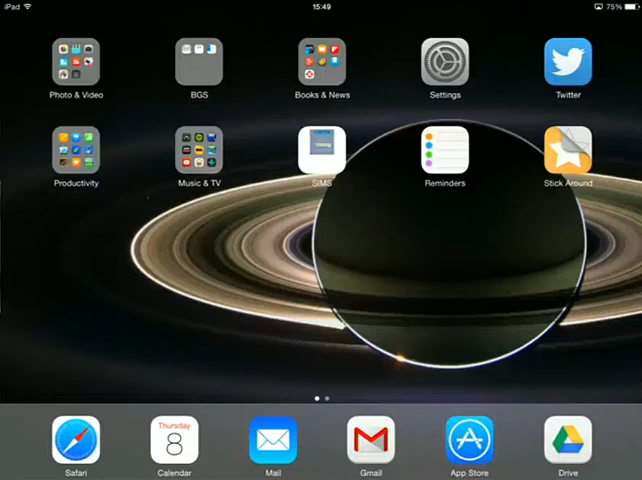 iPad 15:49 75%
Photo & Video BGS Books & News Settings Twitter
Productivity Music & TV SIMS Reminders Stick Around
Thursday
8
Safari Calendar Mail Gmail App Store Drive